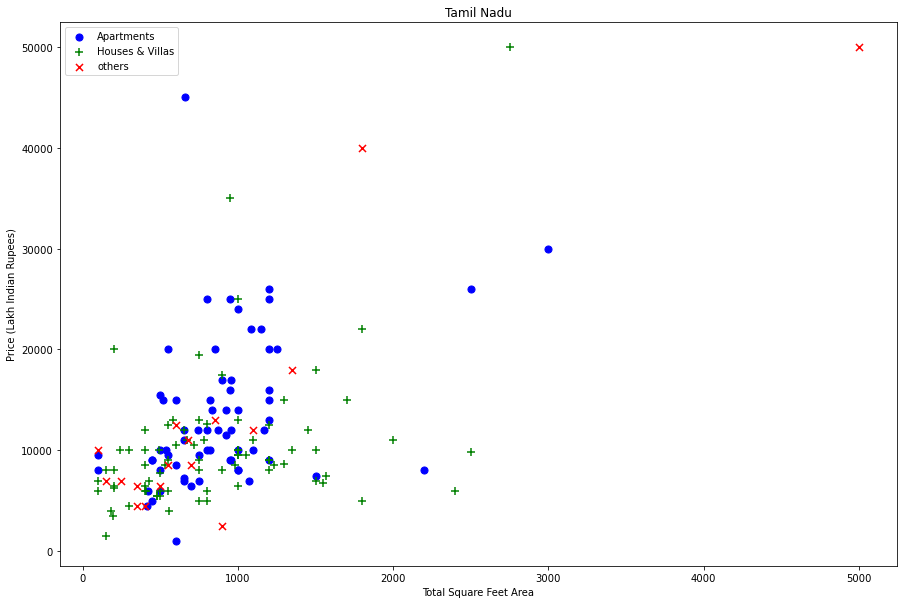 Tamil Nadu
Apartments
Houses & Villas
others
Price (Lakh Indian Rupees)
50000
40000
30000
20000
10000
0
0 1000 2000 3000 4000 5000
Total Square Feet Area